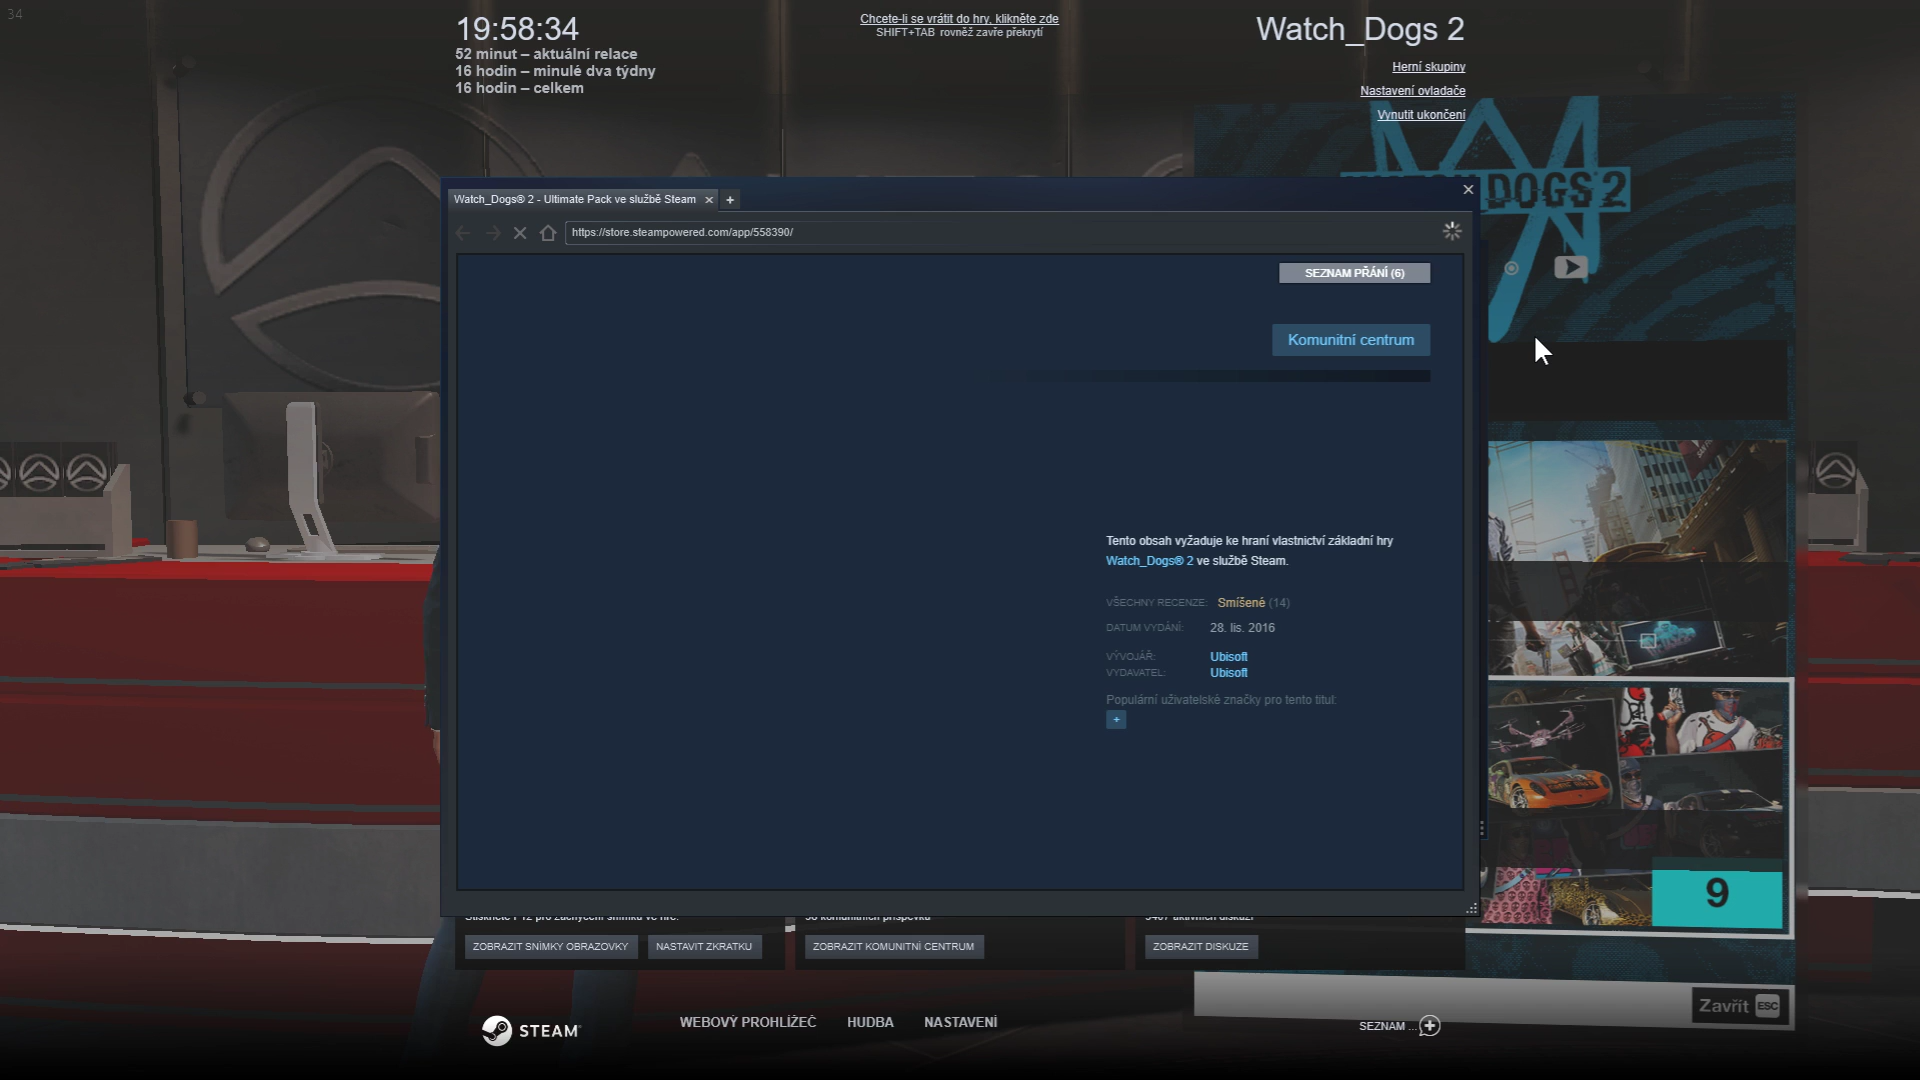 34
19:58:34
52 minut – aktuální relace
16 hodin – minulé dva týdny
16 hodin – celkem
Chcete-li se vrátit do hry, klikněte zde
SHIFT+TAB rovněž zavře překrytí
Watch_Dogs 2
Herní skupiny
Nastavení ovladače
Vynutit ukončení
DOGS 2
Watch_Dogs® 2 - Ultimate Pack ve službě Steam
https://store.steampowered.com/app/558390/
SEZNAM PŘÁNÍ (6)
Komunitní centrum
Tento obsah vyžaduje ke hraní vlastnictví základní hry
Watch_Dogs® 2 ve službě Steam.
VŠECHNY RECENZE: Smíšené (14)
DATUM VYDÁNÍ: 28. lis. 2016
VÝVOJÁŘ: Ubisoft
VYDAVATEL: Ubisoft
Populární uživatelské značky pro tento titul:
+
9
ZOBRAZIT SNÍMKY OBRAZOVKY
NASTAVIT ZKRATKU
ZOBRAZIT KOMUNITNÍ CENTRUM
ZOBRAZIT DISKUZE
Zavřít ESC
STEAM
WEBOVÝ PROHLÍŽEČ
HUDBA
NASTAVENÍ
SEZNAM ...